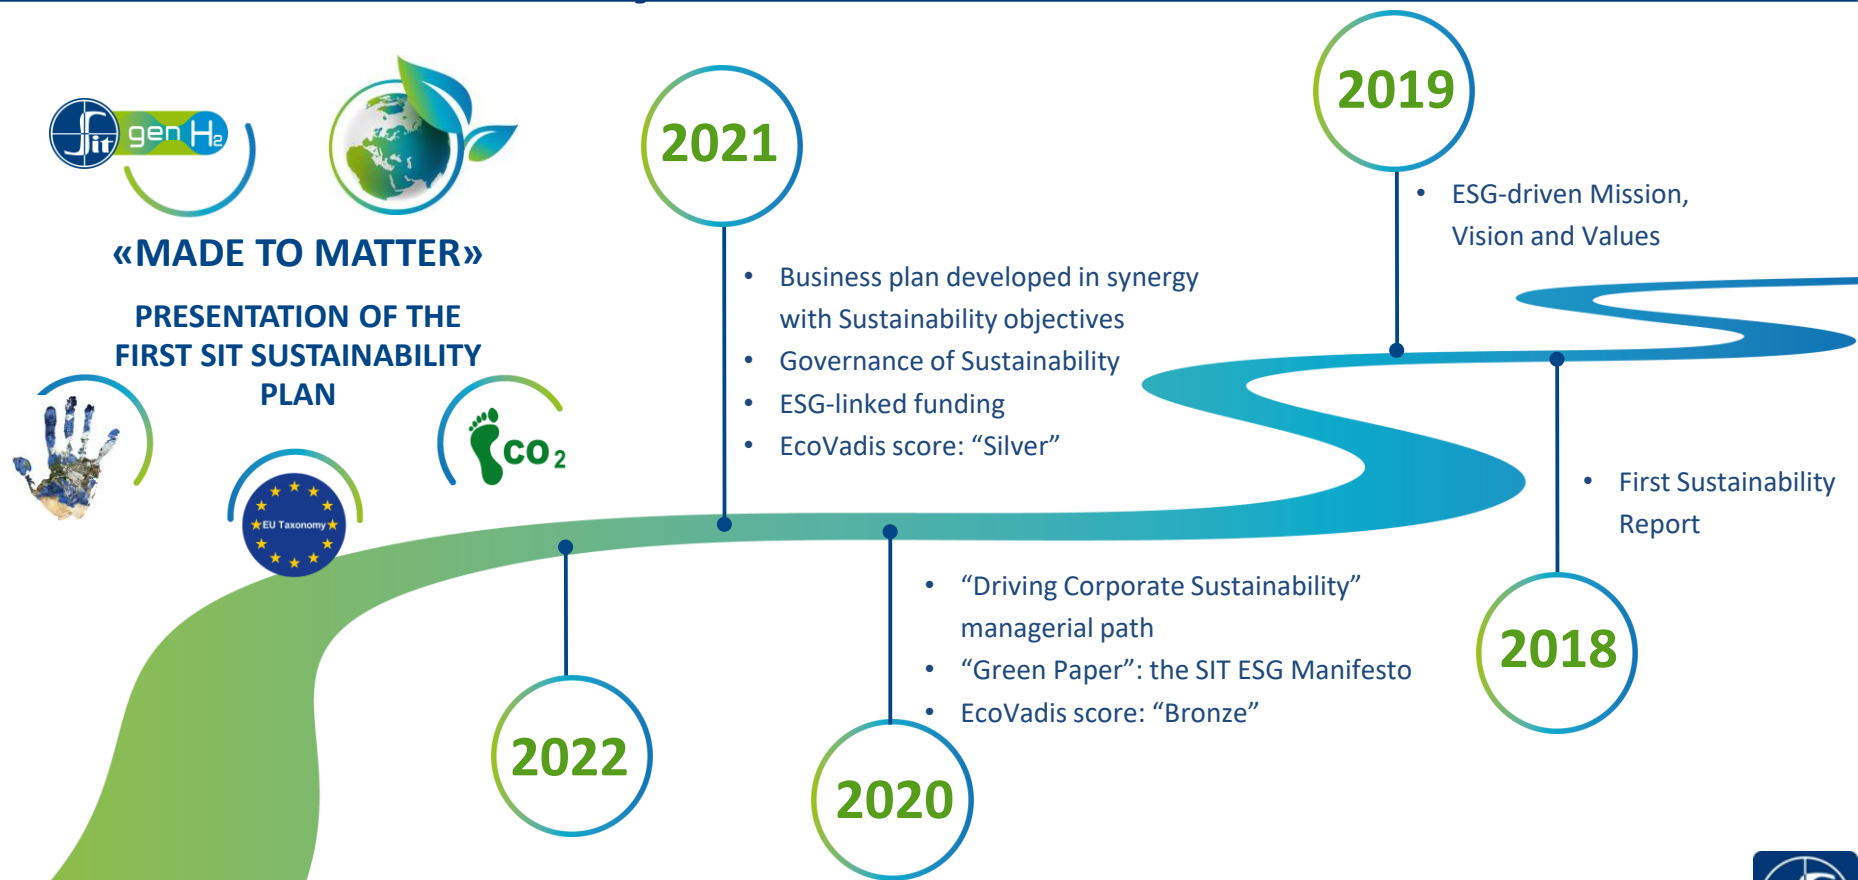 Sit gen H2
«MADE TO MATTER»
PRESENTATION OF THE
FIRST SIT SUSTAINABILITY
PLAN
CO2
★EU Taxonomy★
2021
• Business plan developed in synergy
with Sustainability objectives
• Governance of Sustainability
• ESG-linked funding
• EcoVadis score: “Silver”
2019
• ESG-driven Mission,
Vision and Values
• First Sustainability
Report
2018
• “Driving Corporate Sustainability”
managerial path
• “Green Paper”: the SIT ESG Manifesto
• EcoVadis score: “Bronze”
2022
2020